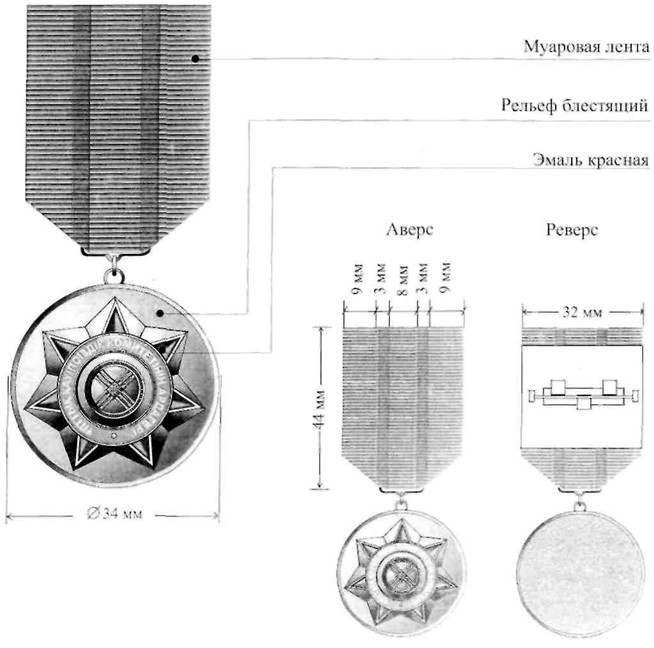 Муаровая лента
Рельеф блестящий
Эмаль красная
Аверс
Реверс
9 мм
3 мм
8 мм
3 мм
9 мм
32 мм
44 мм
Ø34 мм